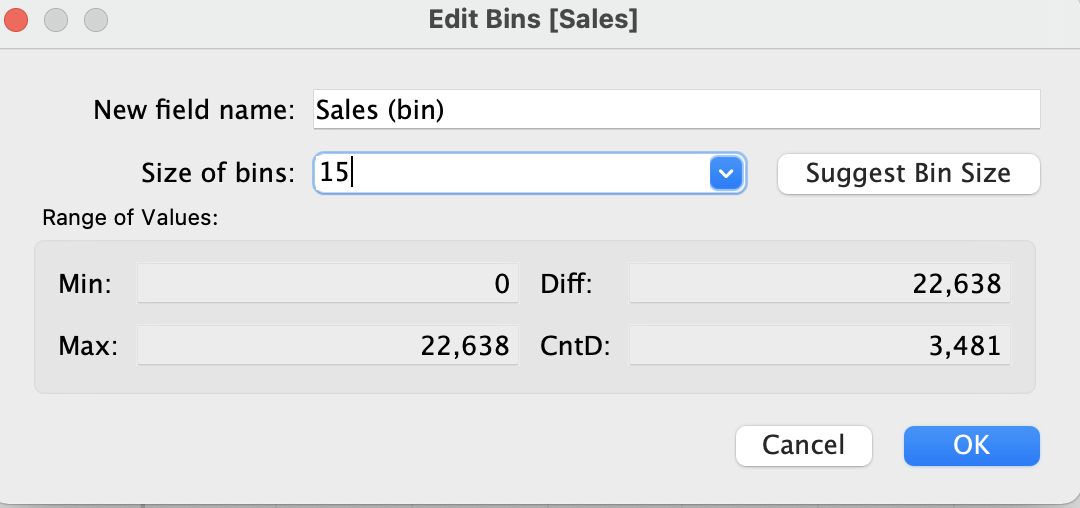 Edit Bins [Sales]
New field name: Sales (bin)
Size of bins: 15 Suggest Bin Size
Range of Values:
Min: 0 Diff: 22,638
Max: 22,638 CntD: 3,481
Cancel OK